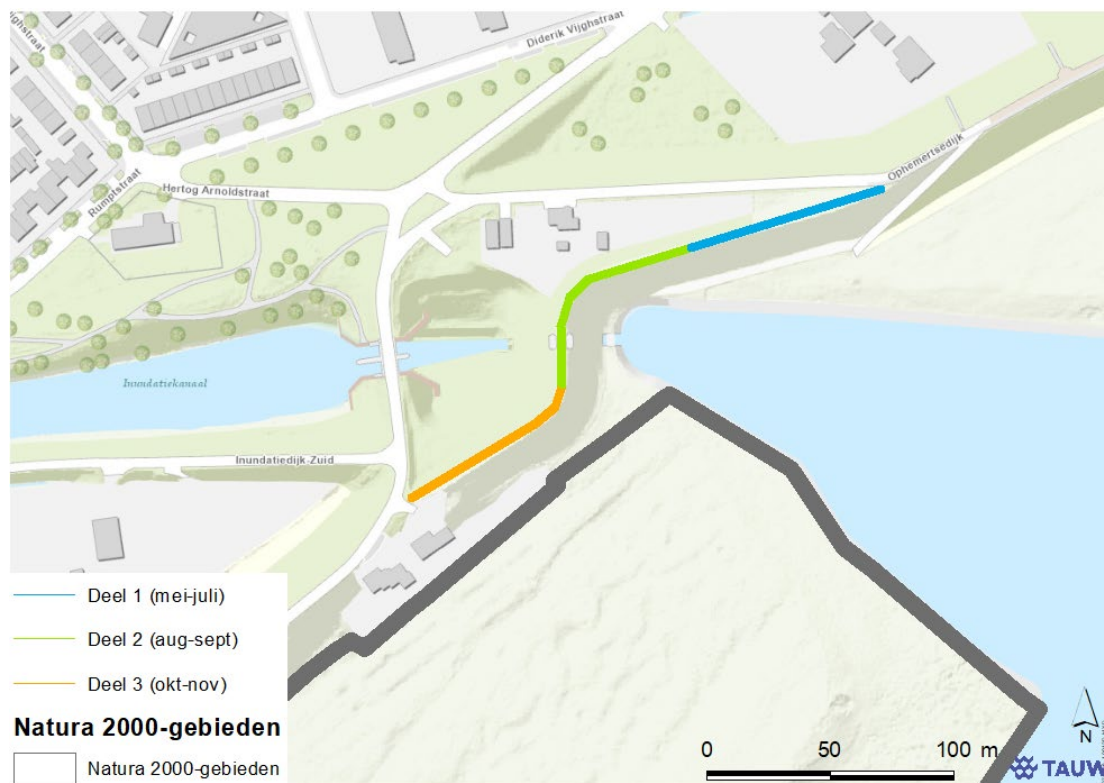 Diderik Vijghstraat
Hertog Arnoldstraat
Rumptstraat
Ophemertsedijk
Inundatiekanaal
Inundatiedijk-Zuid
Deel 1 (mei-juli)
Deel 2 (aug-sept)
Deel 3 (okt-nov)
Natura 2000-gebieden
Natura 2000-gebieden
0 50 100 m
N
TAUW